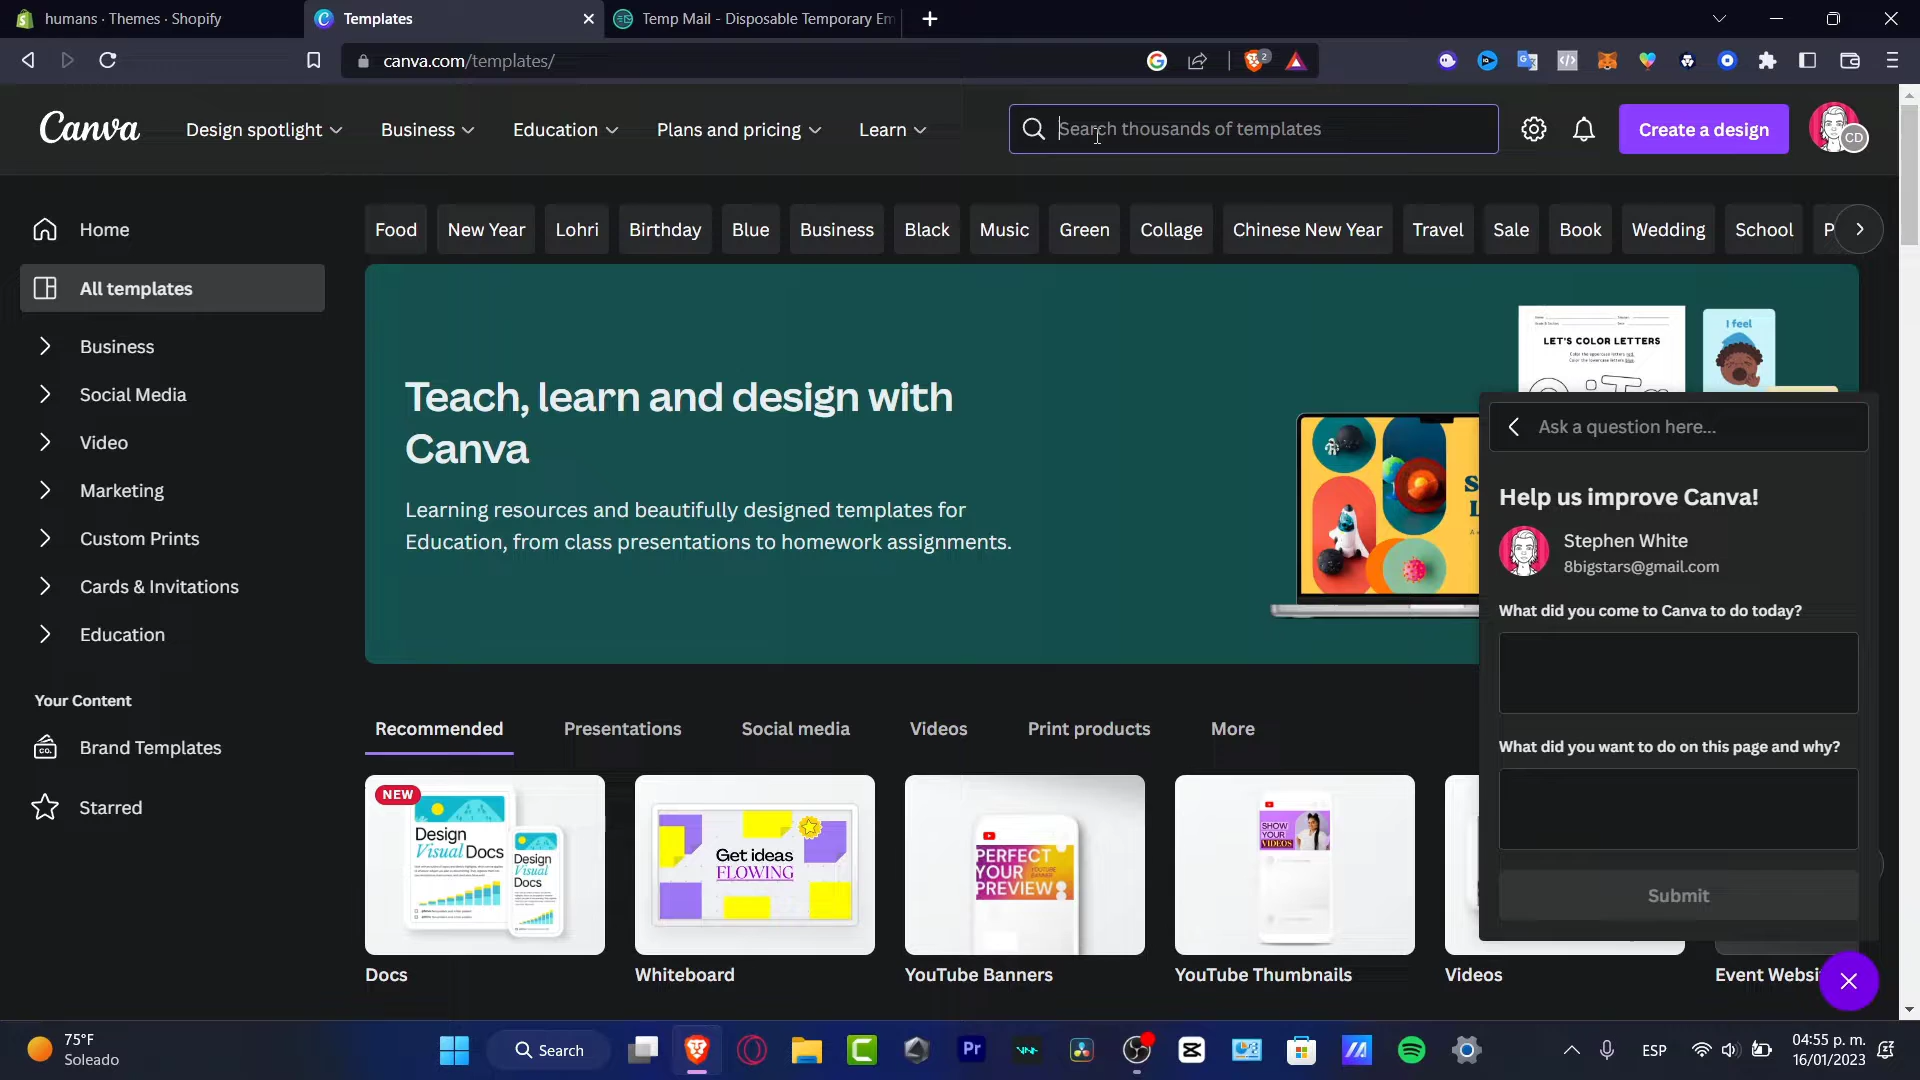 humans · Themes · Shopify
Templates
Temp Mail - Disposable Temporary Em
canva.com/templates/
2
Canva
Design spotlight
Business
Education
Plans and pricing
Learn
Search thousands of templates
Create a design
CD
Home
All templates
Business
Social Media
Video
Marketing
Custom Prints
Cards & Invitations
Education
Your Content
Brand Templates
Starred
Food
New Year
Lohri
Birthday
Blue
Business
Black
Music
Green
Collage
Chinese New Year
Travel
Sale
Book
Wedding
School
P
Teach, learn and design with
Canva
Learning resources and beautifully designed templates for
Education, from class presentations to homework assignments.
LET'S COLOR LETTERS
I feel
Ask a question here...
Help us improve Canva!
Stephen White
8bigstars@gmail.com
What did you come to Canva to do today?
What did you want to do on this page and why?
Submit
Recommended
Presentations
Social media
Videos
Print products
More
NEW
Design
Visual Docs
Design
Visual
Docs
Get ideas
FLOWING
PERFECT
YOUR
PREVIEW
SHOW
YOUR
VIDEOS
Docs
Whiteboard
YouTube Banners
YouTube Thumbnails
Videos
Event Websi
75°F
Soleado
Search
Pr
ESP
04:55 p. m.
16/01/2023